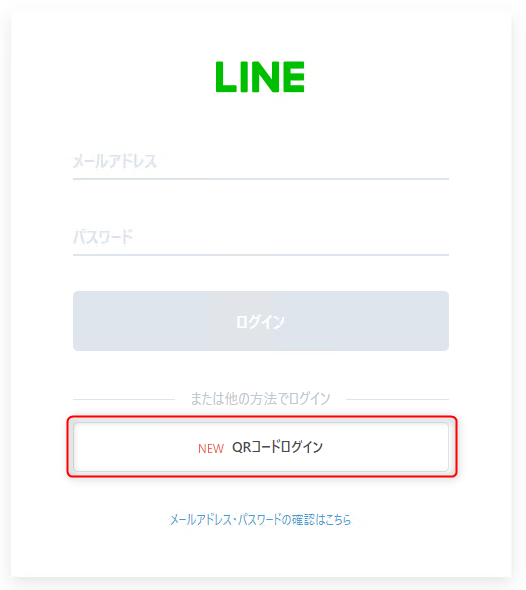 LINE
メールアドレス
パスワード
ログイン
または他の方法でログイン
NEW QRコードログイン
メールアドレス・パスワードの確認はこちら